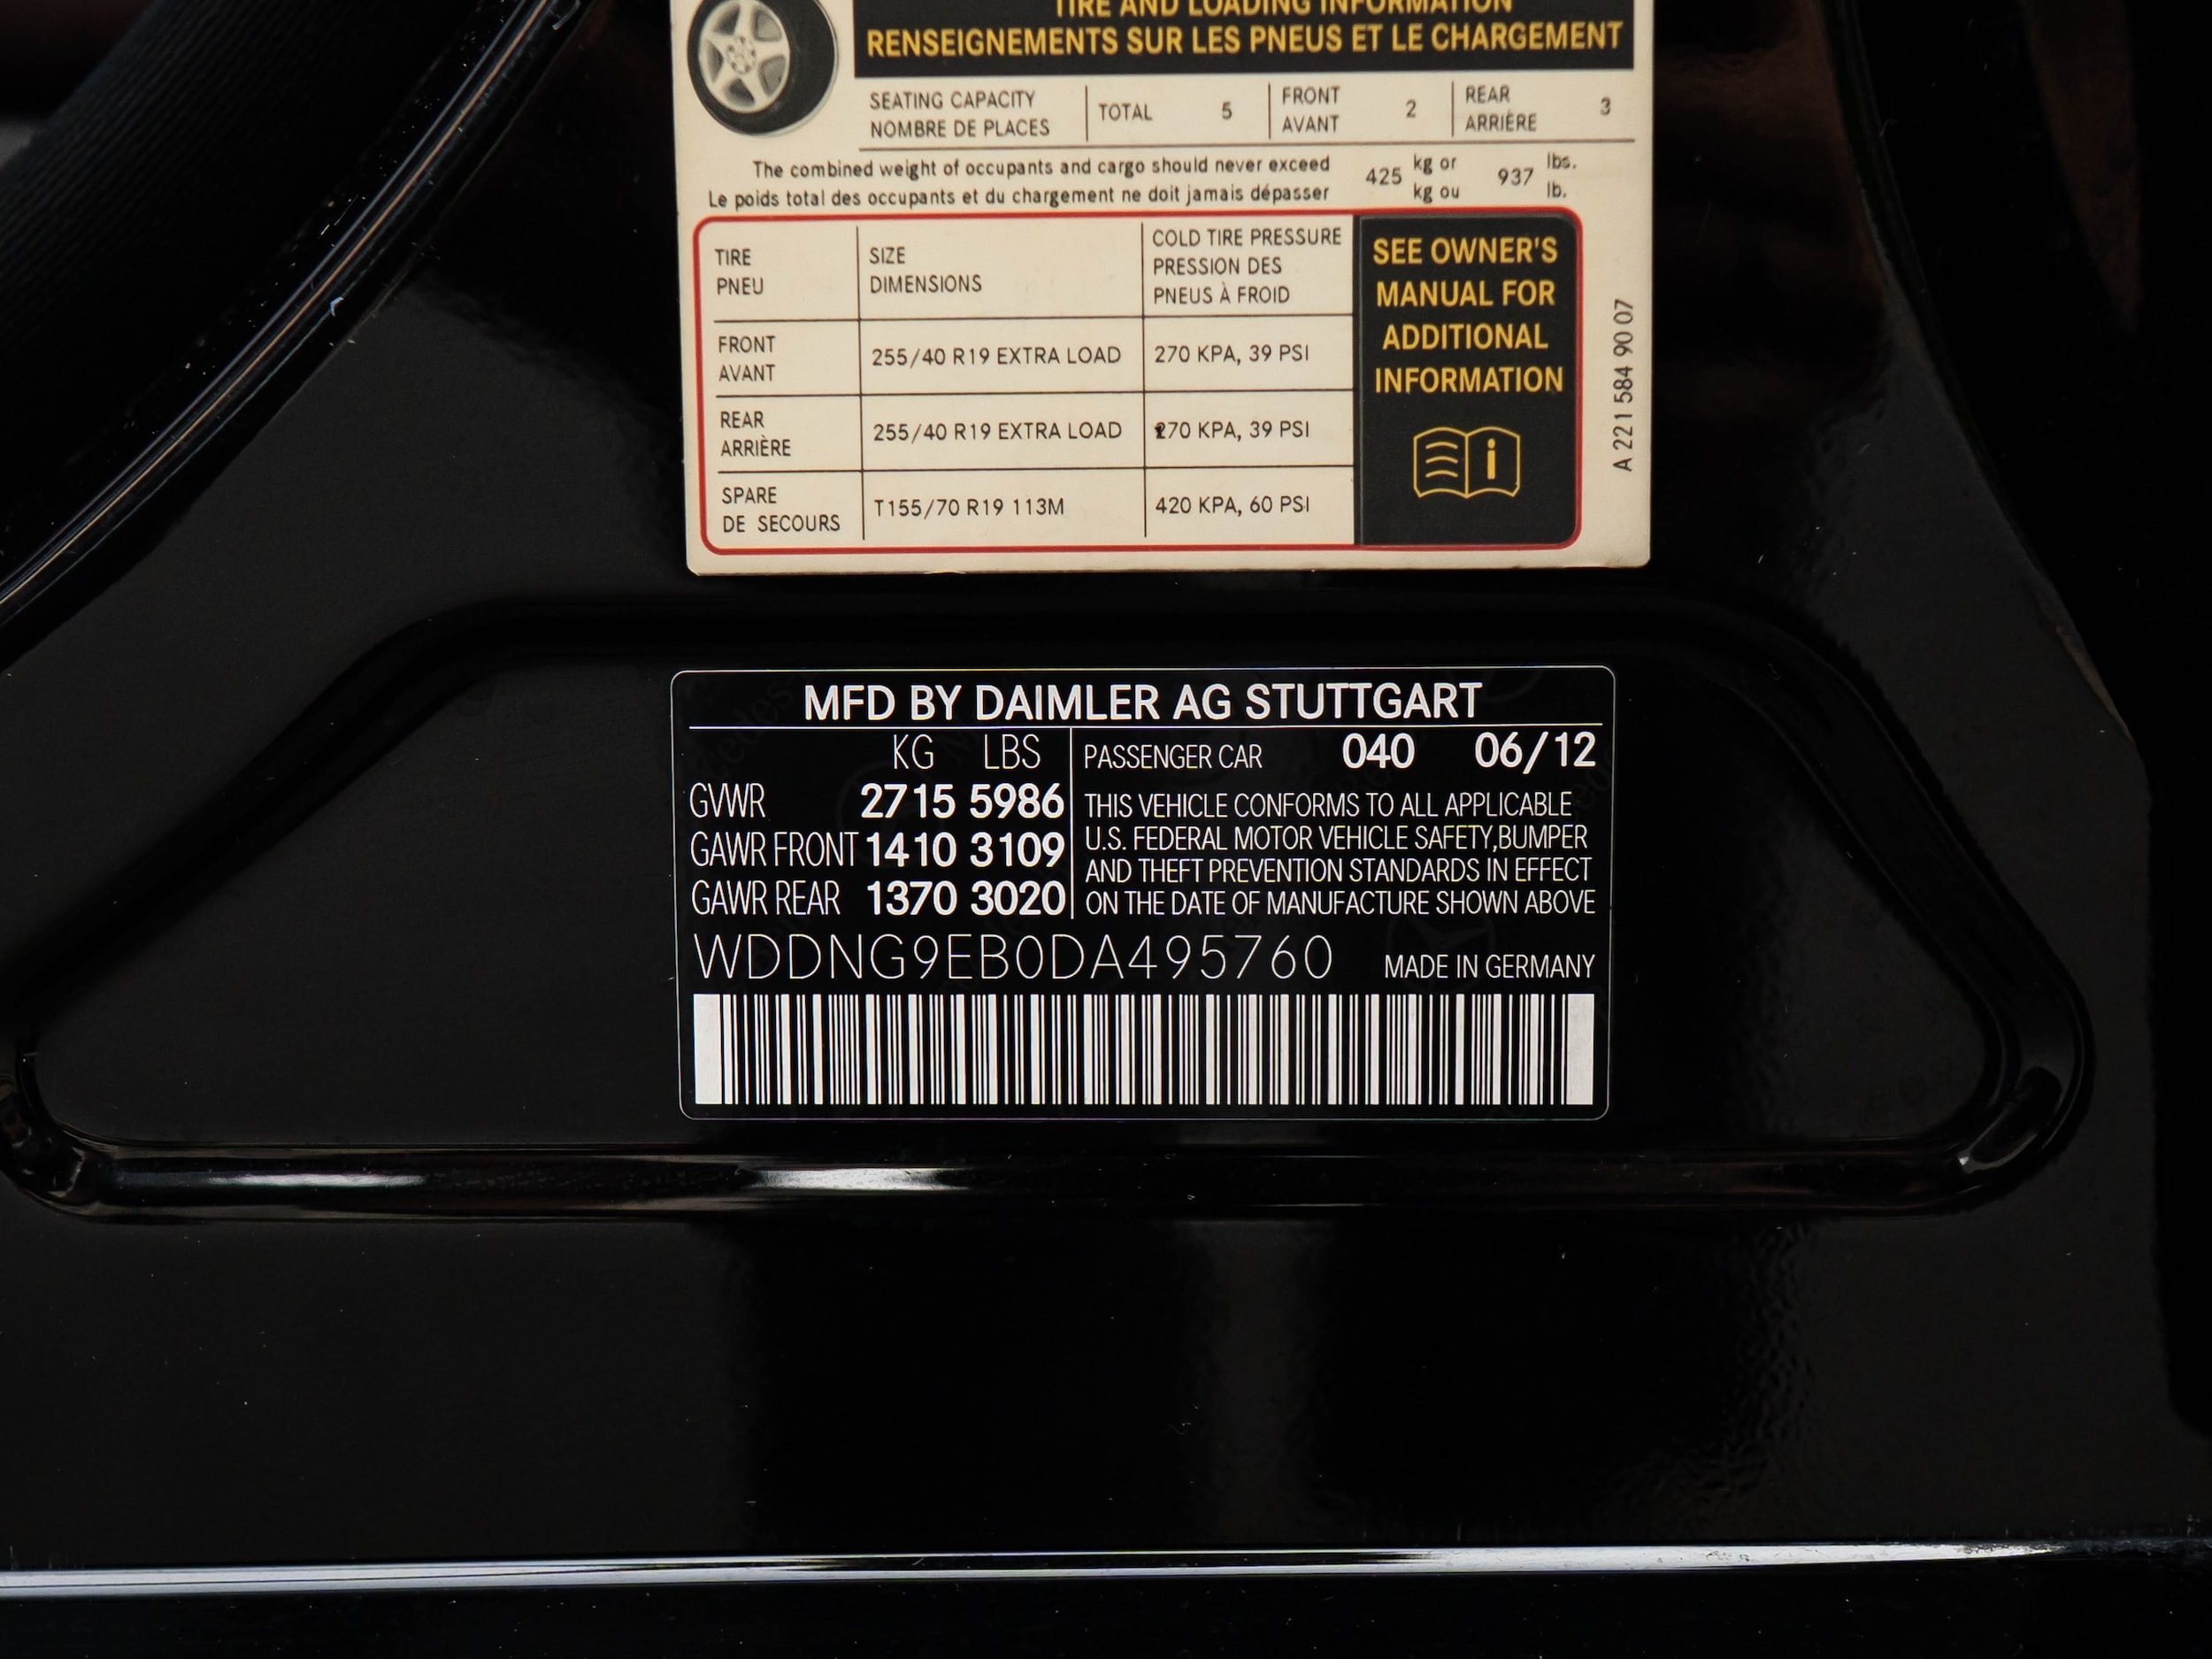 TIRE AND LOADING INFORMATION
RENSEIGNEMENTS SUR LES PNEUS ET LE CHARGEMENT
SEATING CAPACITY
NOMBRE DE PLACES
TOTAL 5
FRONT
AVANT
2
REAR
ARRIÈRE
3
The combined weight of occupants and cargo should never exceed
Le poids total des occupants et du chargement ne doit jamais dépasser
425
kg or
kg ou
937
lbs.
lb.
TIRE
PNEU
SIZE
DIMENSIONS
COLD TIRE PRESSURE
PRESSION DES
PNEUS À FROID
FRONT
AVANT
255/40 R19 EXTRA LOAD
270 KPA, 39 PSI
REAR
ARRIÈRE
255/40 R19 EXTRA LOAD
270 KPA, 39 PSI
SPARE
DE SECOURS
T155/70 R19 113M
420 KPA, 60 PSI
SEE OWNER'S
MANUAL FOR
ADDITIONAL
INFORMATION
A 221 584 90 07
MFD BY DAIMLER AG STUTTGART
KG LBS
GVWR 2715 5986
GAWR FRONT 1410 3109
GAWR REAR 1370 3020
PASSENGER CAR 040 06/12
THIS VEHICLE CONFORMS TO ALL APPLICABLE
U.S. FEDERAL MOTOR VEHICLE SAFETY,BUMPER
AND THEFT PREVENTION STANDARDS IN EFFECT
ON THE DATE OF MANUFACTURE SHOWN ABOVE
WDDNG9EB0DA495760
MADE IN GERMANY